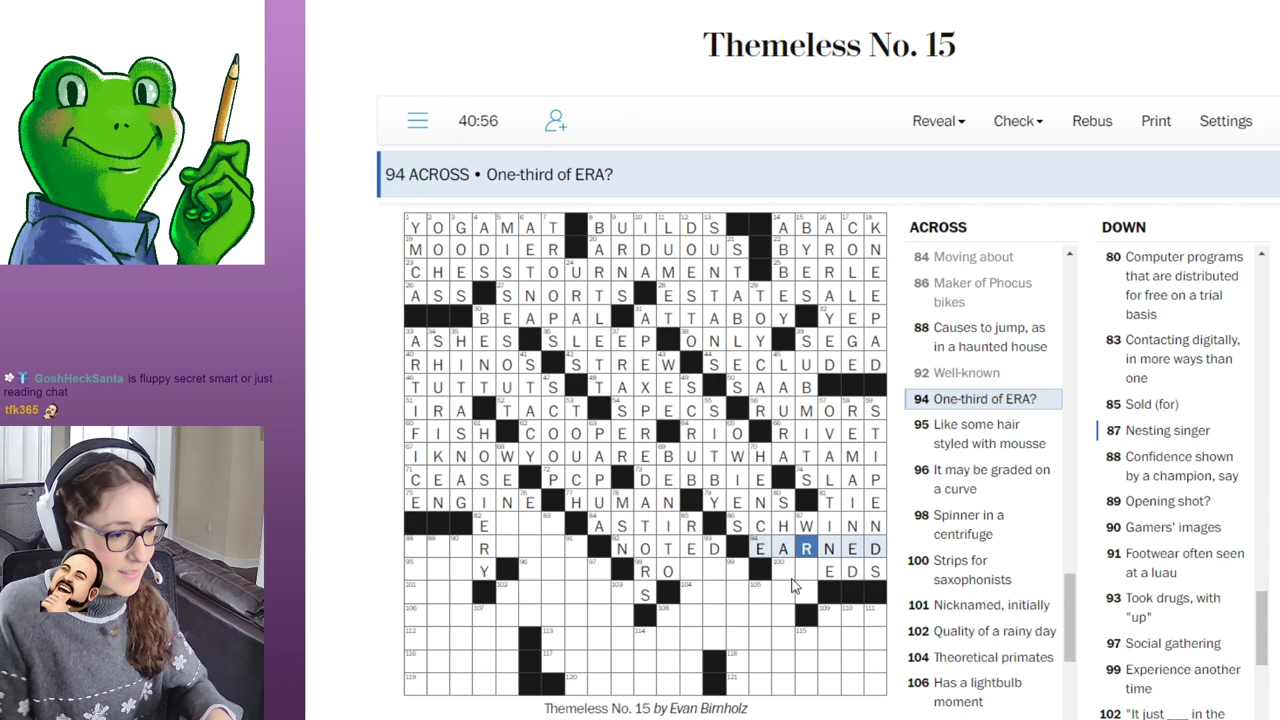 Themeless No. 15
40:56
Reveal
Check
Rebus
Print
Settings
94 ACROSS • One-third of ERA?
ACROSS
84 Moving about
86 Maker of Phocus
bikes
88 Causes to jump, as
in a haunted house
92 Well-known
94 One-third of ERA?
95 Like some hair
styled with mousse
96 It may be graded on
a curve
98 Spinner in a
centrifuge
100 Strips for
saxophonists
101 Nicknamed, initially
102 Quality of a rainy day
104 Theoretical primates
106 Has a lightbulb
moment
DOWN
80 Computer programs
that are distributed
for free on a trial
basis
83 Contacting digitally,
in more ways than
one
85 Sold (for)
87 Nesting singer
88 Confidence shown
by a champion, say
89 Opening shot?
90 Gamers' images
91 Footwear often seen
at a luau
93 Took drugs, with
"up"
97 Social gathering
99 Experience another
time
102 "It just ___ in the
YOGAMAT BUILDS ABACK
MOODIER ARDUOUS BYRON
CHESSTOURNAMENT BERLE
ASS SNORTS ESTATESALE
BEAPAL ATTABOY YEP
ASHES SLEEP ONLY SEGA
RHINOS STREW SECLUDED
TUTTUTS TAXES SAAB
IRA TACT SPECS RUMORS
FISH COOPER RIO RIVET
IKNOWYOUAREBUTWHATAMI
CEASE PCP DEBBIE SLAP
ENGINE HUMAN YENS TIE
E ASTIR SCHWINN
R NOTED EARNED
Y RO EDS
S
Themeless No. 15 by Evan Birnholz
GoshHeckSanta is fluppy secret smart or just
reading chat
tfk365